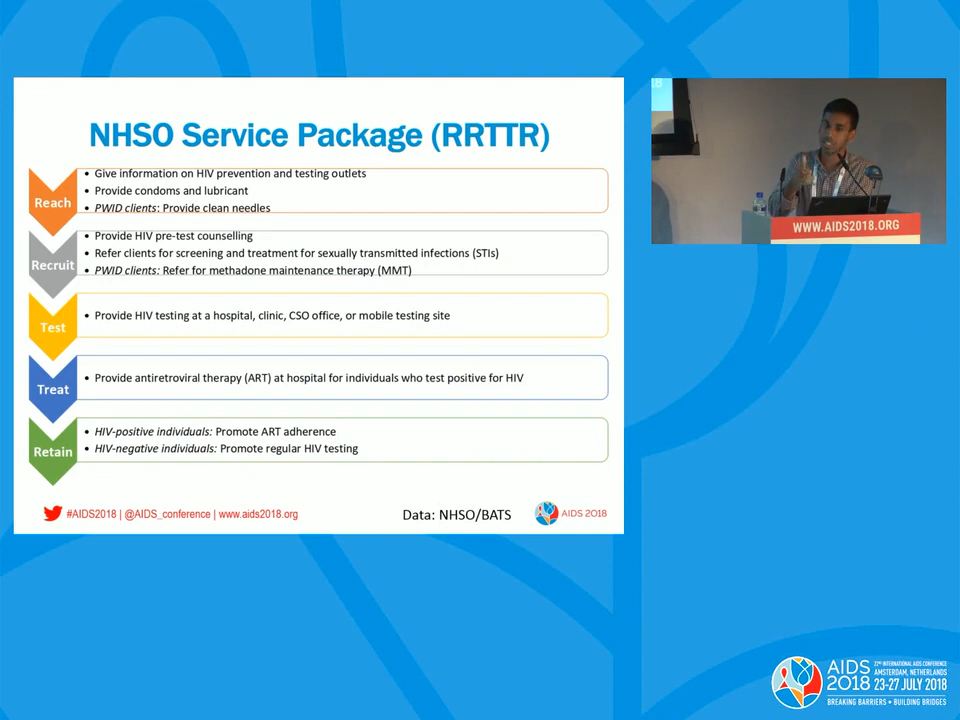 NHSO Service Package (RRTTR)
Reach
• Give information on HIV prevention and testing outlets
• Provide condoms and lubricant
• PWID clients: Provide clean needles
Recruit
• Provide HIV pre-test counselling
• Refer clients for screening and treatment for sexually transmitted infections (STIs)
• PWID clients: Refer for methadone maintenance therapy (MMT)
Test
• Provide HIV testing at a hospital, clinic, CSO office, or mobile testing site
Treat
• Provide antiretroviral therapy (ART) at hospital for individuals who test positive for HIV
Retain
• HIV-positive individuals: Promote ART adherence
• HIV-negative individuals: Promote regular HIV testing
#AIDS2018 | @AIDS_conference | www.aids2018.org
Data: NHSO/BATS
AIDS 2018
18
WWW.AIDS2018.ORG
AIDS 2018
22ND INTERNATIONAL AIDS CONFERENCE
AMSTERDAM, NETHERLANDS
23-27 JULY 2018
BREAKING BARRIERS • BUILDING BRIDGES